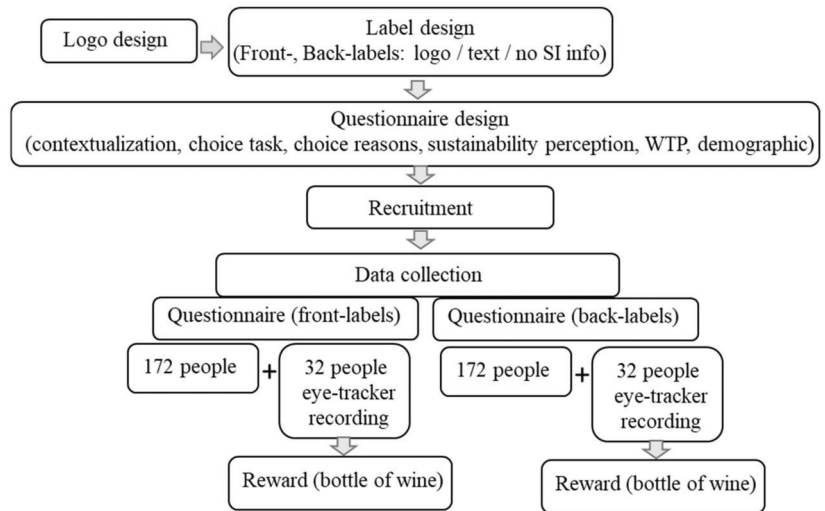 Logo design
Label design
(Front-, Back-labels: logo / text / no SI info)
Questionnaire design
(contextualization, choice task, choice reasons, sustainability perception, WTP, demographic)
Recruitment
Data collection
Questionnaire (front-labels)
Questionnaire (back-labels)
172 people
+
32 people
eye-tracker
recording
172 people
+
32 people
eye-tracker
recording
Reward (bottle of wine)
Reward (bottle of wine)